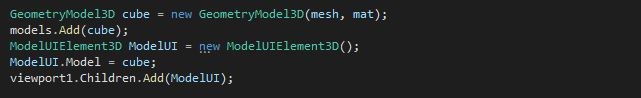 GeometryModel3D cube = new GeometryModel3D(mesh, mat);
models.Add(cube);
ModelUIElement3D ModelUI = new ModelUIElement3D();
ModelUI.Model = cube;
viewport1.Children.Add(ModelUI);